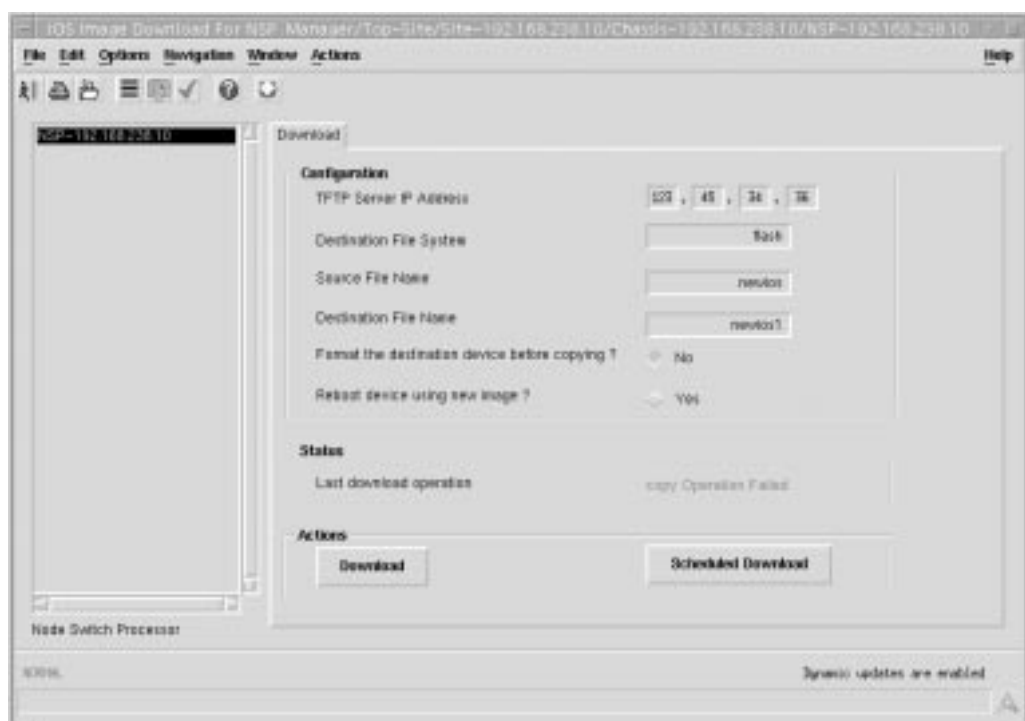 IOS Image Download For NSP Manager/Top-Site/Site-192.168.238.10/Chassis-192.168.238.10/NSP-192.168.238.10
File Edit Options Navigation Window Actions Help
NSP-192.168.238.10
Download
Configuration
TFTP Server IP Address 123 . 45 . 34 . 36
Destination File System flash
Source File Name newios
Destination File Name newios1
Format the destination device before copying ? No
Reboot device using new image ? Yes
Status
Last download operation copy Operation Failed
Actions
Download Scheduled Download
Node Switch Processor
Dynamic updates are enabled